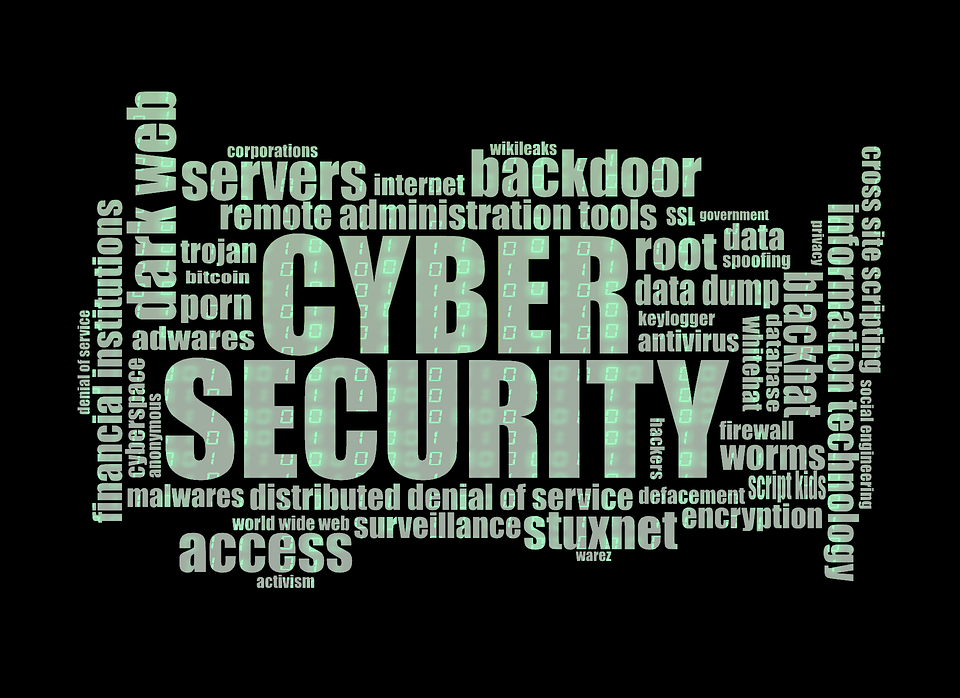 corporations
wikileaks
servers
internet
backdoor
remote administration tools
SSL
government
dark web
trojan
bitcoin
porn
adwares
CYBER
root
data
spoofing
privacy
data dump
keylogger
antivirus
whitehat
database
blackhat
information technology
cross site scripting
social engineering
denial of service
financial institutions
cyberspace
anonymous
SECURITY
hackers
firewall
worms
script kids
malwares
distributed denial of service
defacement
encryption
world wide web
surveillance
stuxnet
warez
access
activism